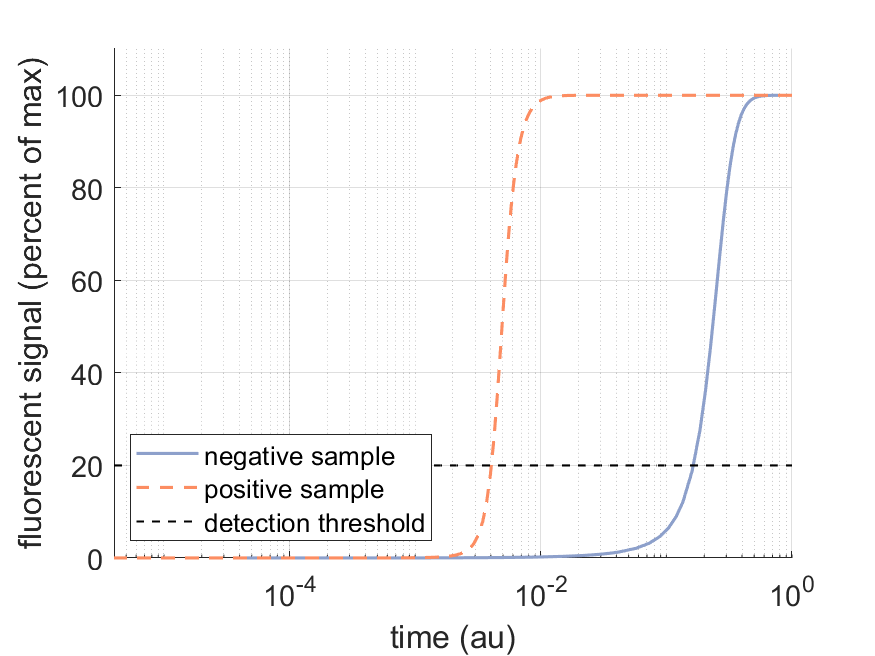 fluorescent signal (percent of max)
100
80
60
40
20
0
negative sample
positive sample
detection threshold
10^-4
10^-2
10^0
time (au)